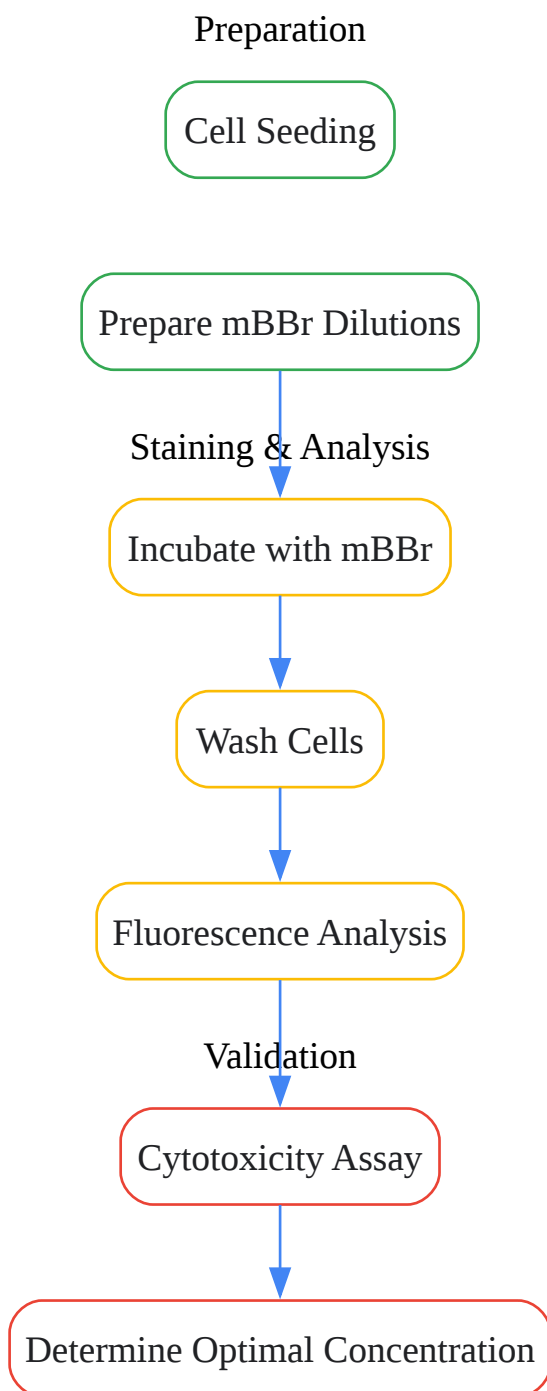 Preparation
Cell Seeding
Prepare mBBr Dilutions
Staining & Analysis
Incubate with mBBr
Wash Cells
Fluorescence Analysis
Validation
Cytotoxicity Assay
Determine Optimal Concentration